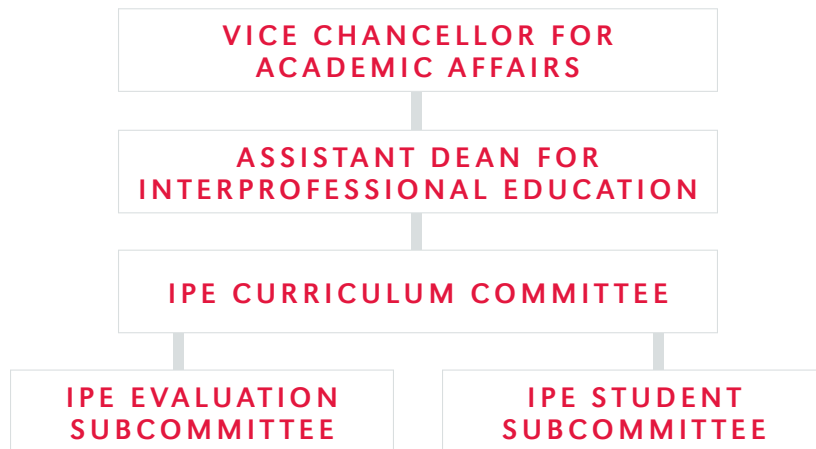 VICE CHANCELLOR FOR
ACADEMIC AFFAIRS
ASSISTANT DEAN FOR
INTERPROFESSIONAL EDUCATION
IPE CURRICULUM COMMITTEE
IPE EVALUATION
SUBCOMMITTEE
IPE STUDENT
SUBCOMMITTEE